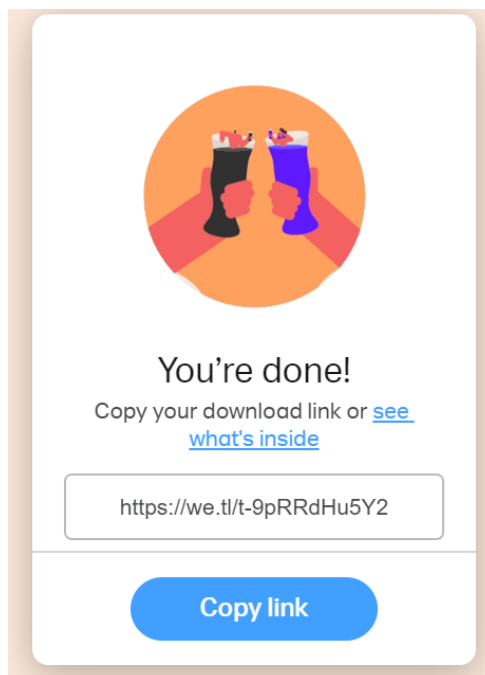 You're done!
Copy your download link or see
what's inside
https://we.tl/t-9pRRdHu5Y2
Copy link